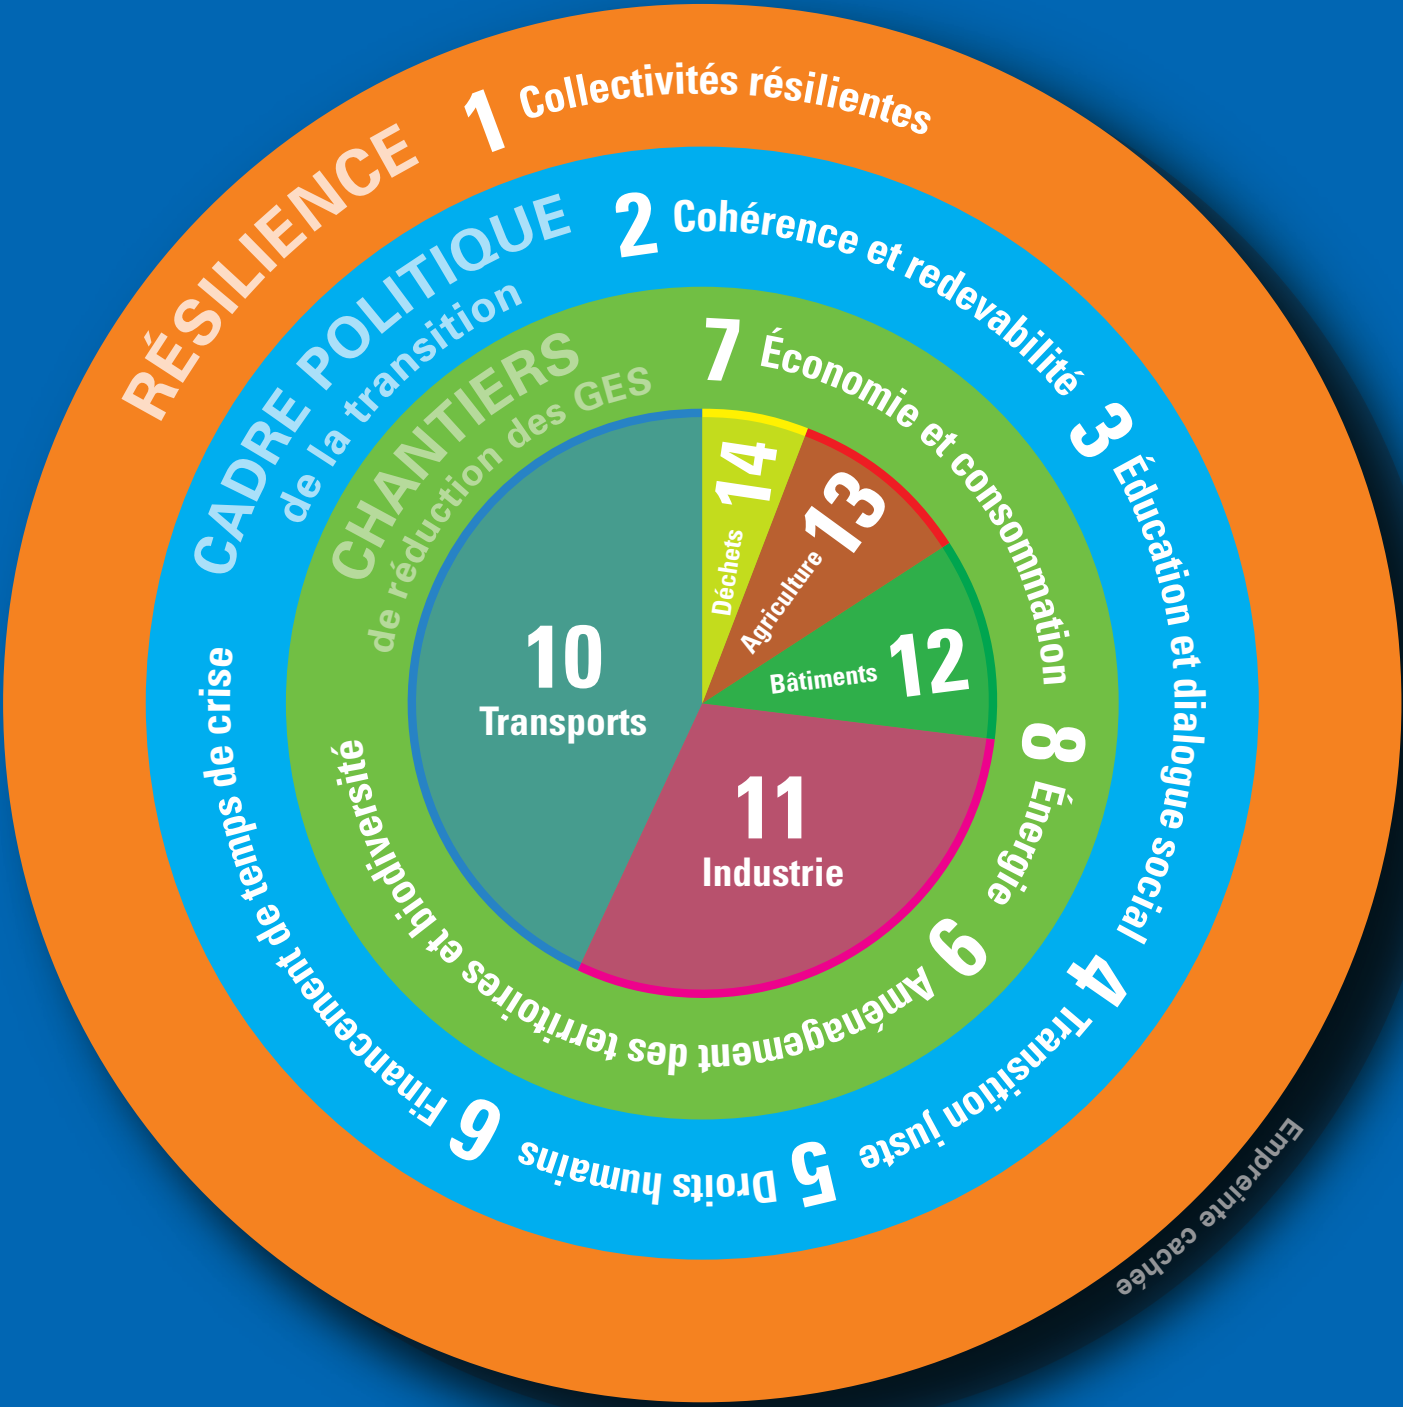 RÉSILIENCE
1 Collectivités résilientes
CADRE POLITIQUE
de la transition
2 Cohérence et redevabilité
3 Éducation et dialogue social
4 Transition juste
5 Droits humains
6 Financement de temps de crise
CHANTIERS
de réduction des GES
7 Économie et consommation
8 Énergie
9 Aménagement des territoires et biodiversité
10
Transports
11
Industrie
Bâtiments 12
Agriculture 13
Déchets 14
Empreinte cachée